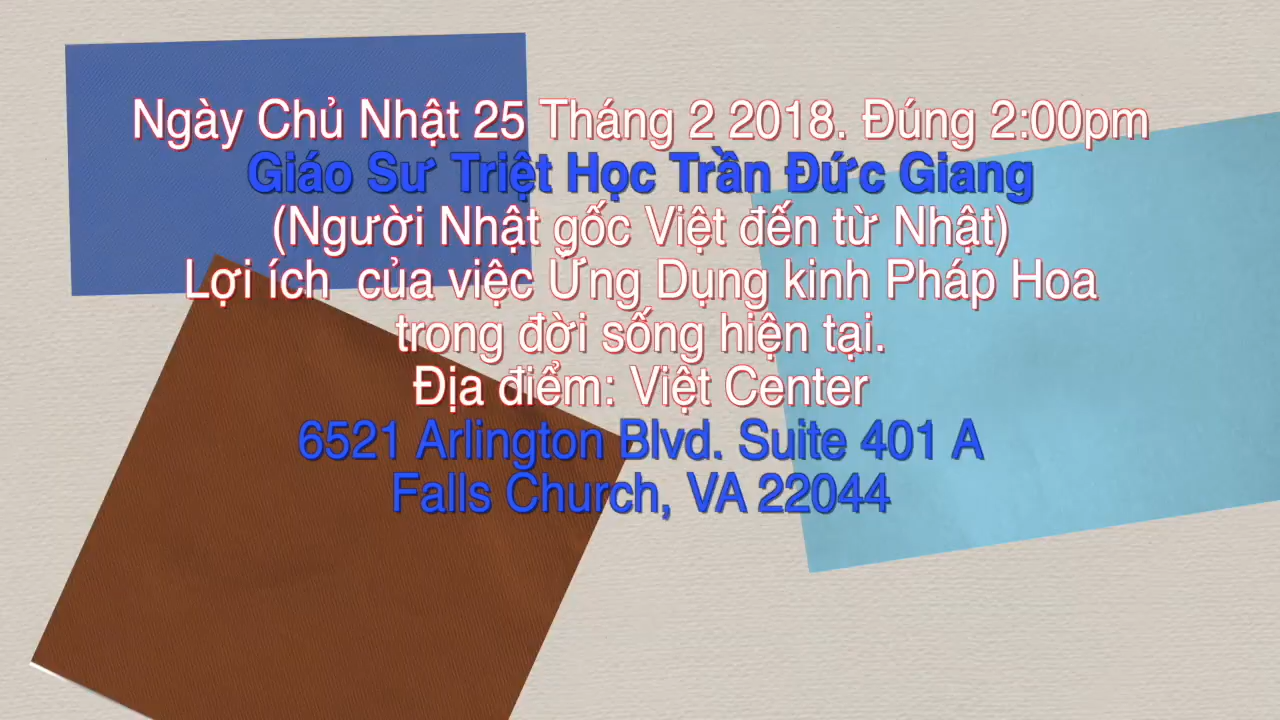 Ngày Chủ Nhật 25 Tháng 2 2018. Đúng 2:00pm
Giáo Sư Triệt Học Trần Đức Giang
(Người Nhật gốc Việt đến từ Nhật)
Lợi ích của việc Ứng Dụng kinh Pháp Hoa
trong đời sống hiện tại.
Địa điểm: Việt Center
6521 Arlington Blvd. Suite 401 A
Falls Church, VA 22044